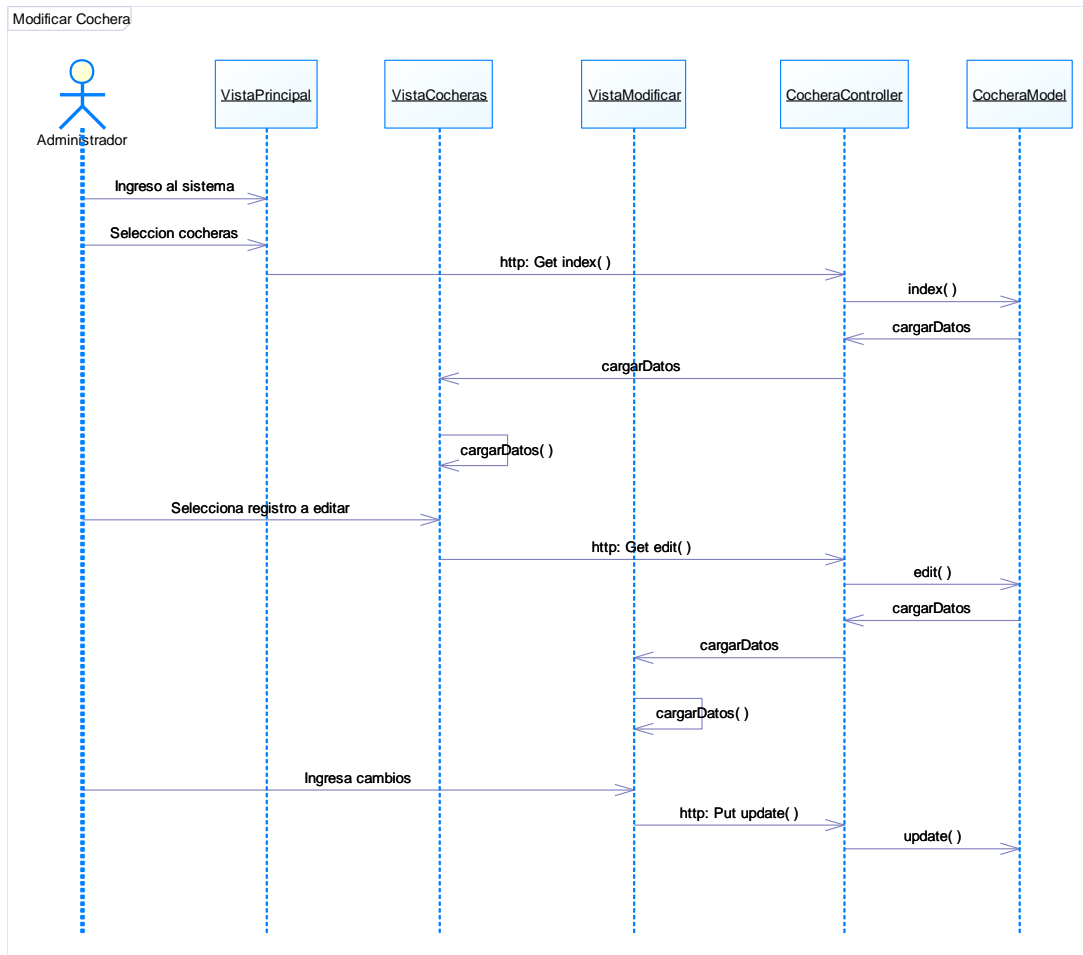 Modificar Cochera
VistaPrincipal
VistaCocheras
VistaModificar
CocheraController
CocheraModel
Administrador
Ingreso al sistema
Seleccion cocheras
http: Get index( )
index( )
cargarDatos
cargarDatos
cargarDatos( )
Selecciona registro a editar
http: Get edit( )
edit( )
cargarDatos
cargarDatos
cargarDatos( )
Ingresa cambios
http: Put update( )
update( )